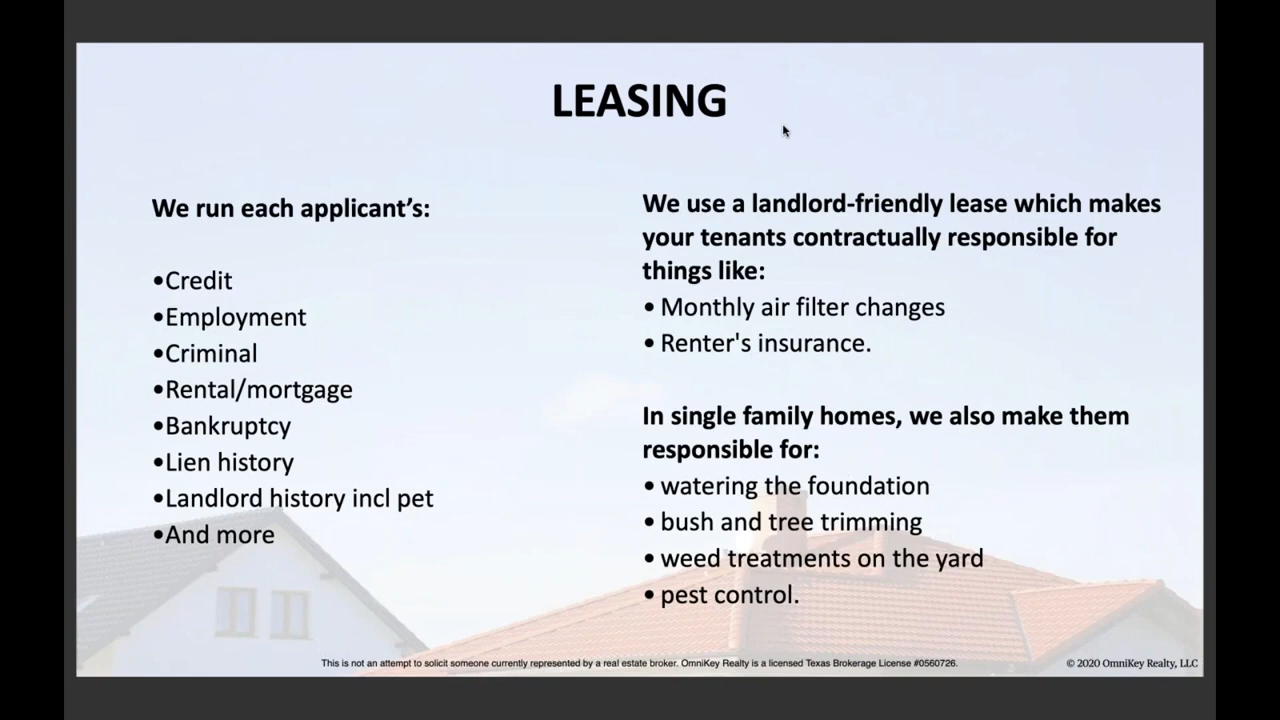 LEASING
We run each applicant’s:
•Credit
•Employment
•Criminal
•Rental/mortgage
•Bankruptcy
•Lien history
•Landlord history incl pet
•And more
We use a landlord-friendly lease which makes
your tenants contractually responsible for
things like:
• Monthly air filter changes
• Renter's insurance.
In single family homes, we also make them
responsible for:
• watering the foundation
• bush and tree trimming
• weed treatments on the yard
• pest control.
This is not an attempt to solicit someone currently represented by a real estate broker. OmniKey Realty is a licensed Texas Brokerage License #0560726.
© 2020 OmniKey Realty, LLC